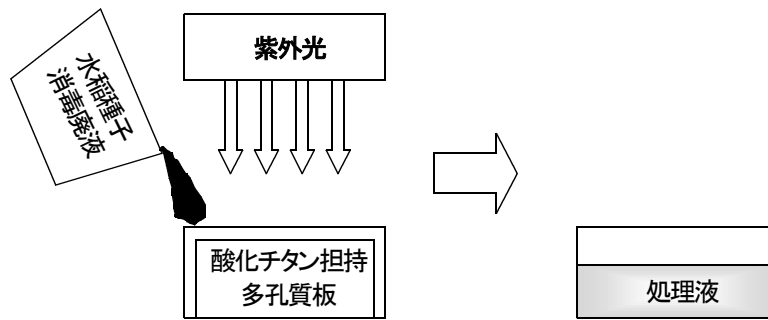 水稲種子
消毒廃液
紫外光
酸化チタン担持
多孔質板
処理液